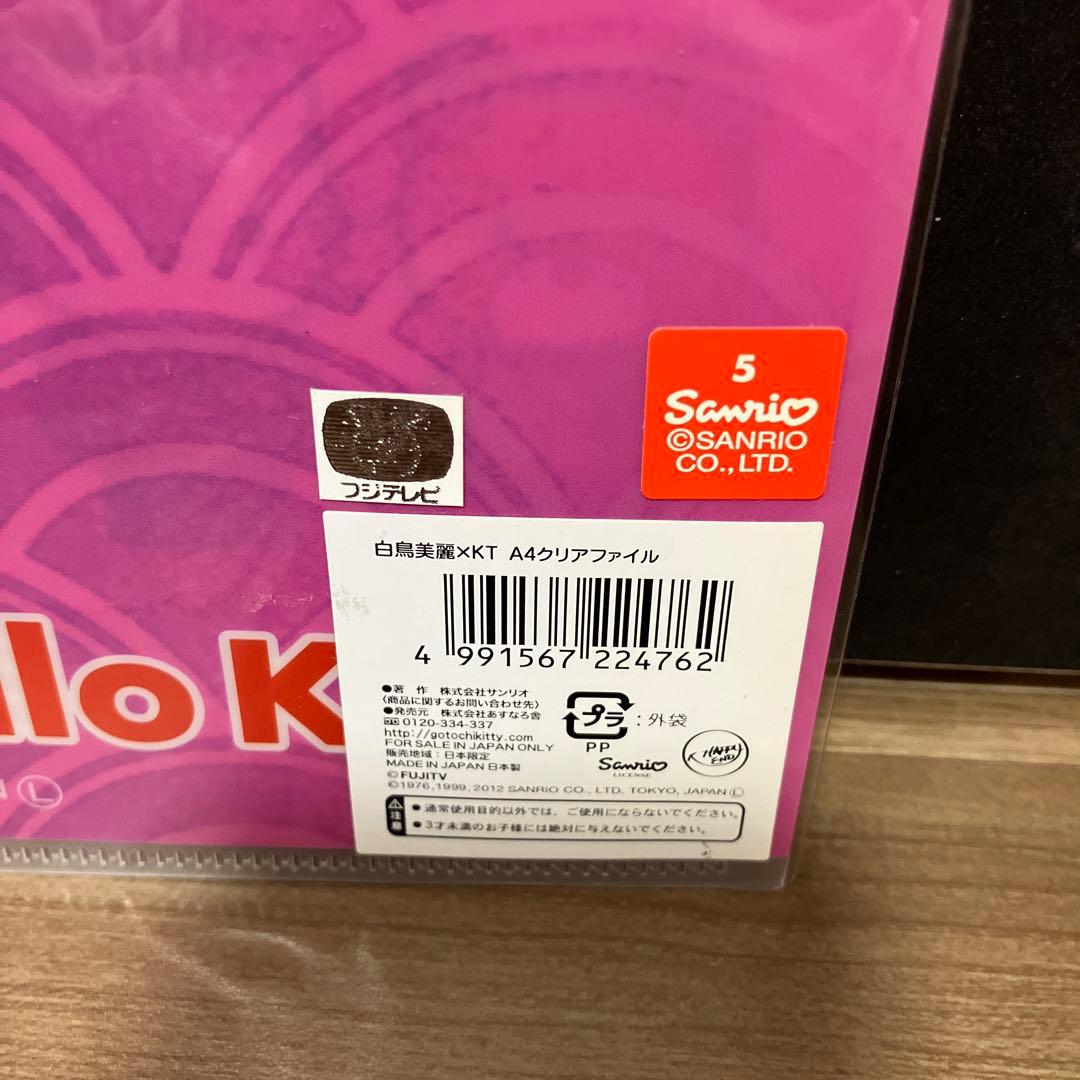 5
Sanrio
©SANRIO
CO., LTD.
フジテレビ
白鳥美麗×KT A4クリアファイル
4 991567 224762
●著 作 株式会社サンリオ
(商品に関するお問い合わせ先)
●発売元 株式会社あすなろ舎
0120-334-337
http://gotochikitty.com
FOR SALE IN JAPAN ONLY
販売地域:日本限定
MADE IN JAPAN 日本製
©FUJITV
©1976,1999,2012 SANRIO CO., LTD. TOKYO, JAPAN Ⓛ
プラ :外袋
PP
Sanrio
LICENSE
HAPPY
END
注意
●通常使用目的以外では、ご使用にならないでください。
●3才未満のお子様には絶対に与えないでください。
llo K
Ⓛ